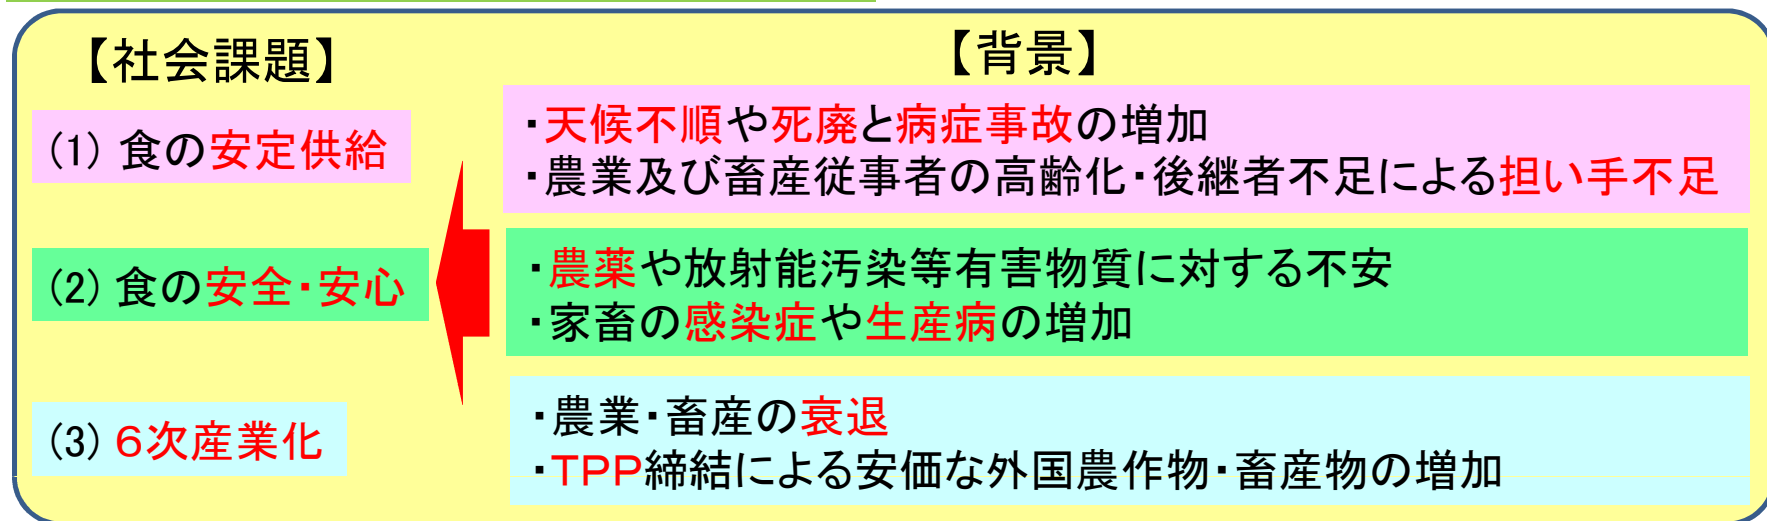 【社会課題】
【背景】
(1) 食の安定供給
・天候不順や死廃と病症事故の増加
・農業及び畜産従事者の高齢化・後継者不足による担い手不足
(2) 食の安全・安心
・農薬や放射能汚染等有害物質に対する不安
・家畜の感染症や生産病の増加
(3) 6次産業化
・農業・畜産の衰退
・TPP締結による安価な外国農作物・畜産物の増加